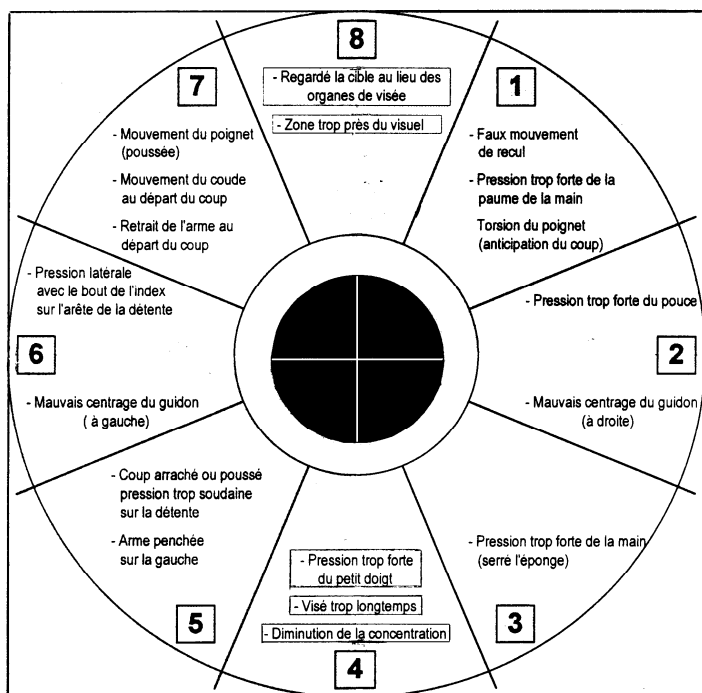 8
- Regardé la cible au lieu des
organes de visée
- Zone trop près du visuel
1
- Faux mouvement
de recul
- Pression trop forte de la
paume de la main
Torsion du poignet
(anticipation du coup)
2
- Pression trop forte du pouce
- Mauvais centrage du guidon
(à droite)
3
- Pression trop forte de la main
(serré l'éponge)
4
- Pression trop forte
du petit doigt
- Visé trop longtemps
- Diminution de la concentration
5
- Coup arraché ou poussé
pression trop soudaine
sur la détente
- Arme penchée
sur la gauche
6
- Pression latérale
avec le bout de l'index
sur l'arête de la détente
- Mauvais centrage du guidon
( à gauche)
7
- Mouvement du poignet
(poussée)
- Mouvement du coude
au départ du coup
- Retrait de l'arme au
départ du coup